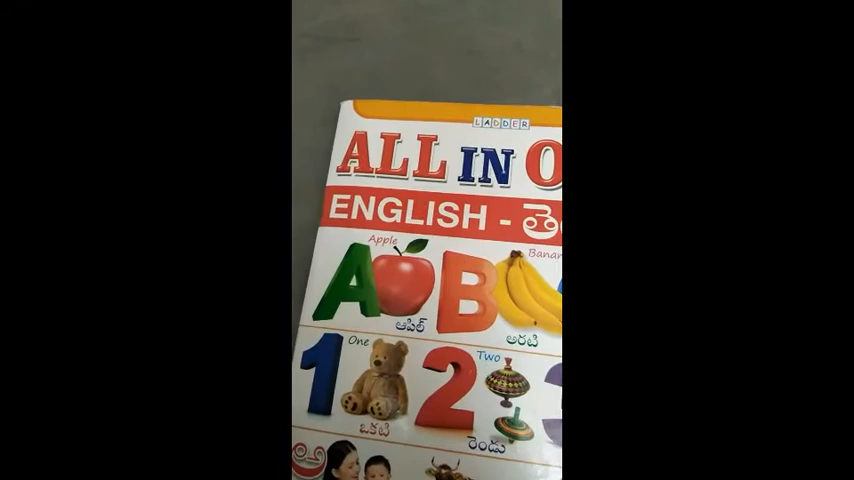 LADDER
ALL IN
ENGLISH - తె
Apple
A
B
ఆపిల్
అరటి
One
1
ఒకటి
Two
2
రెండు